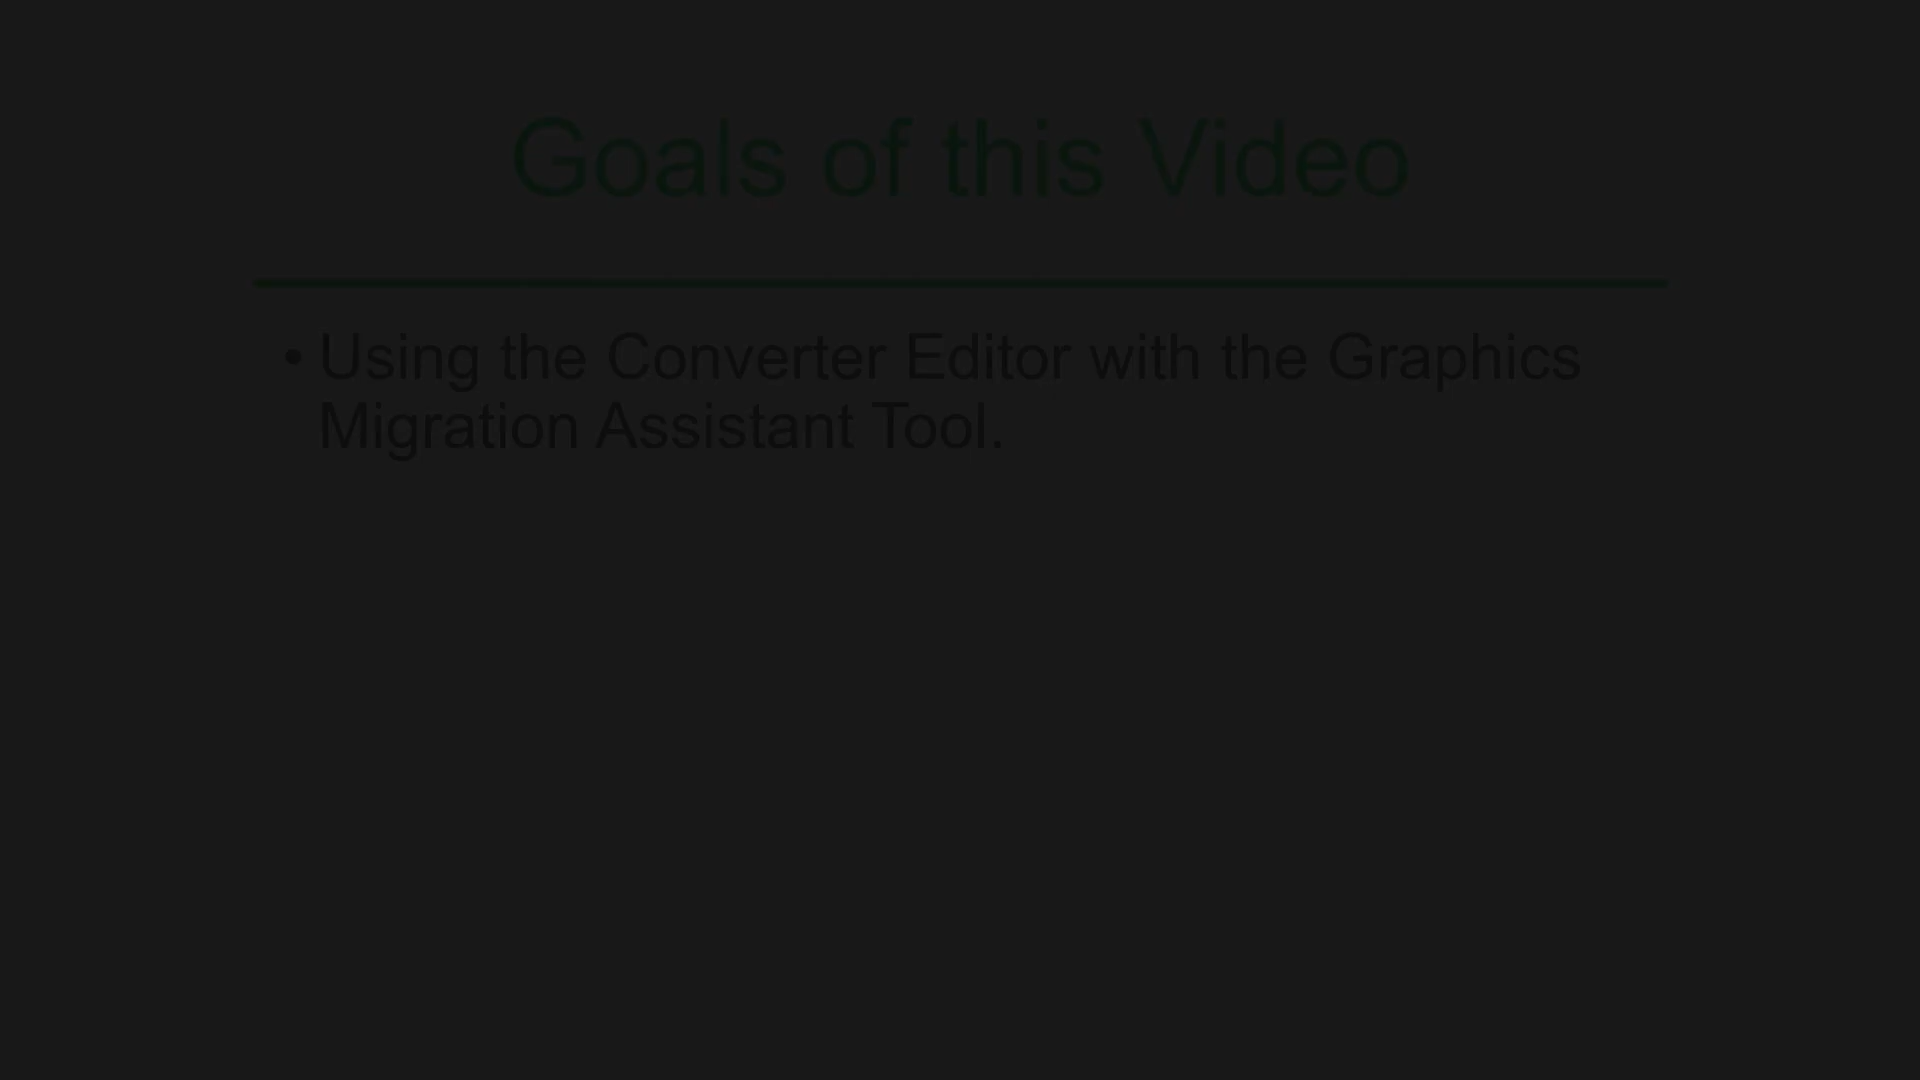 Goals of this Video
• Using the Converter Editor with the Graphics
Migration Assistant Tool.